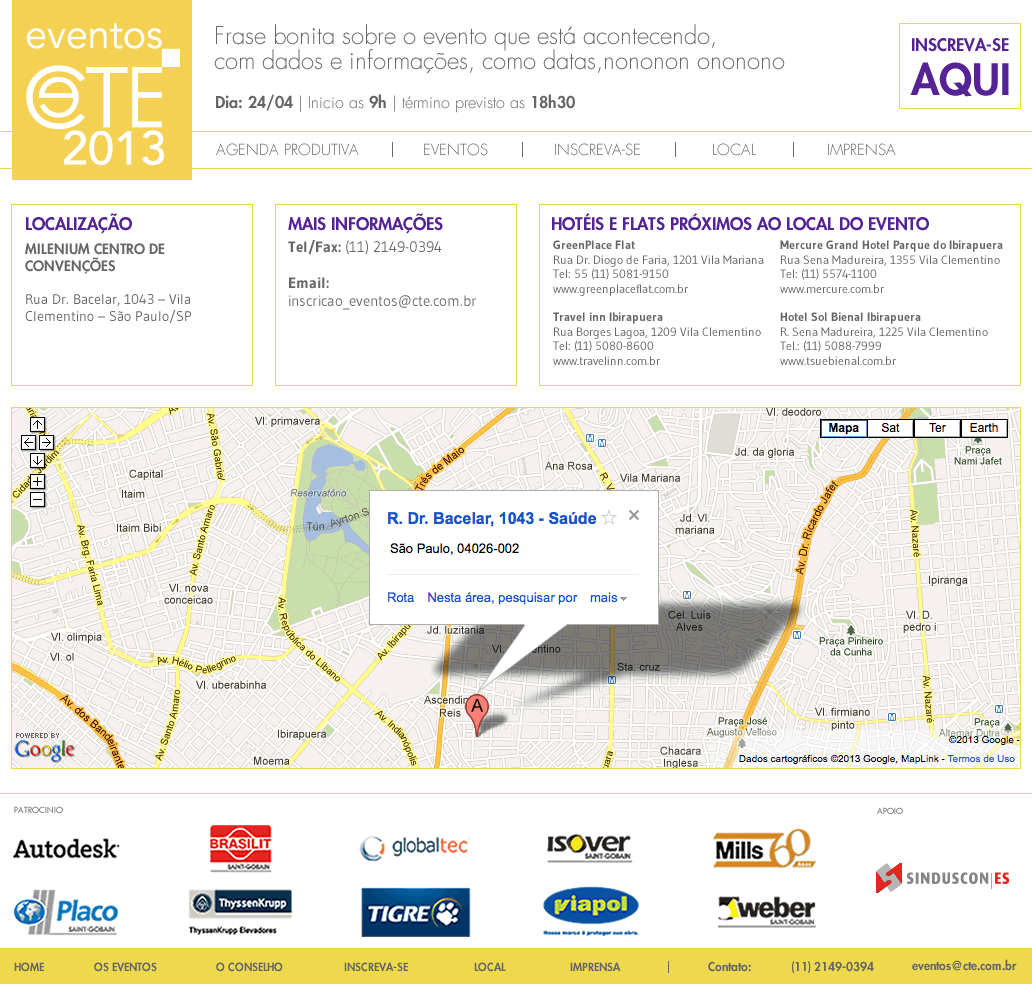 eventos
CTE
2013
Frase bonita sobre o evento que está acontecendo,
com dados e informações, como datas,nononon ononono
Dia: 24/04 | Inicio as 9h | término previsto as 18h30
INSCREVA-SE
AQUI
AGENDA PRODUTIVA | EVENTOS | INSCREVA-SE | LOCAL | IMPRENSA
LOCALIZAÇÃO
MILENIUM CENTRO DE
CONVENÇÕES
Rua Dr. Bacelar, 1043 – Vila
Clementino – São Paulo/SP
MAIS INFORMAÇÕES
Tel/Fax: (11) 2149-0394
Email:
inscricao_eventos@cte.com.br
HOTÉIS E FLATS PRÓXIMOS AO LOCAL DO EVENTO
GreenPlace Flat
Rua Dr. Diogo de Faria, 1201 Vila Mariana
Tel: 55 (11) 5081-9150
www.greenplaceflat.com.br
Travel inn Ibirapuera
Rua Borges Lagoa, 1209 Vila Clementino
Tel: (11) 5080-8600
www.travelinn.com.br
Mercure Grand Hotel Parque do Ibirapuera
Rua Sena Madureira, 1355 Vila Clementino
Tel: (11) 5574-1100
www.mercure.com.br
Hotel Sol Bienal Ibirapuera
R. Sena Madureira, 1225 Vila Clementino
Tel.: (11) 5088-7999
www.tsuebienal.com.br
Mapa Sat Ter Earth
Vl. primavera
Vl. deodoro
Av. São Gabriel
Três de Maio
Jd. da gloria
Praça
Nami Jafet
Capital
Itaim
Itaim Bibi
Reservatório
Tún. Ayrton S
Ana Rosa
Vila Mariana
Jd. Vl.
mariana
Av. Dr. Ricardo Jafet
Av. Nazaré
Av. Brg. Faria Lima
Av. Santo Amaro
R. Dr. Bacelar, 1043 - Saúde
São Paulo, 04026-002
Rota Nesta área, pesquisar por mais
Vl. nova
conceicao
Ipiranga
Cel. Luís
Alves
Vl. D.
pedro i
Av. República do Líbano
Av. Ibirapu
Jd. luzitania
Vl. olimpia
Vl. ol
Av. Hélio Pellegrino
Praça Pinheiro
da Cunha
Sta. cruz
Vl. uberabinha
Av. dos Bandeirante
Av. Santo Amaro
Av. Indianópolis
Ibirapuera
Moema
A
Praça José
Augusto Velloso
Vl. firmiano
pinto
Av. Nazaré
Praça
Altemar Dutra
Chacara
Inglesa
POWERED BY
Google
©2013 Google -
Dados cartográficos ©2013 Google, MapLink - Termos de Uso
PATROCINIO
APOIO
Autodesk
BRASILIT
SAINT-GOBAIN
globaltec
ISOVER
SAINT-GOBAIN
Mills 60
Anos
SINDUSCON|ES
Placo
SAINT-GOBAIN
ThyssenKrupp
ThyssenKrupp Elevadores
TIGRE
viapol
Nossa marca é proteger sua obra.
weber
SAINT-GOBAIN
HOME OS EVENTOS O CONSELHO INSCREVA-SE LOCAL IMPRENSA | Contato: (11) 2149-0394 eventos@cte.com.br